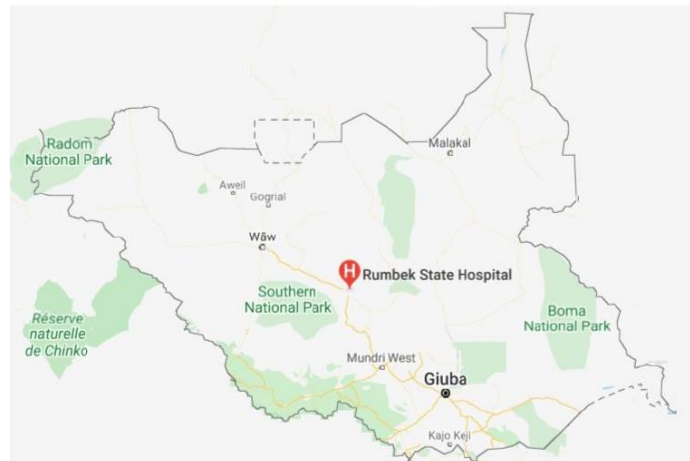 Malakal
Radom
National Park
Aweil
Gogrial
Wāw
H
Rumbek State Hospital
Southern
National Park
Boma
National Park
Réserve
naturelle
de Chinko
Mundri West
Giuba
Kajo Keji